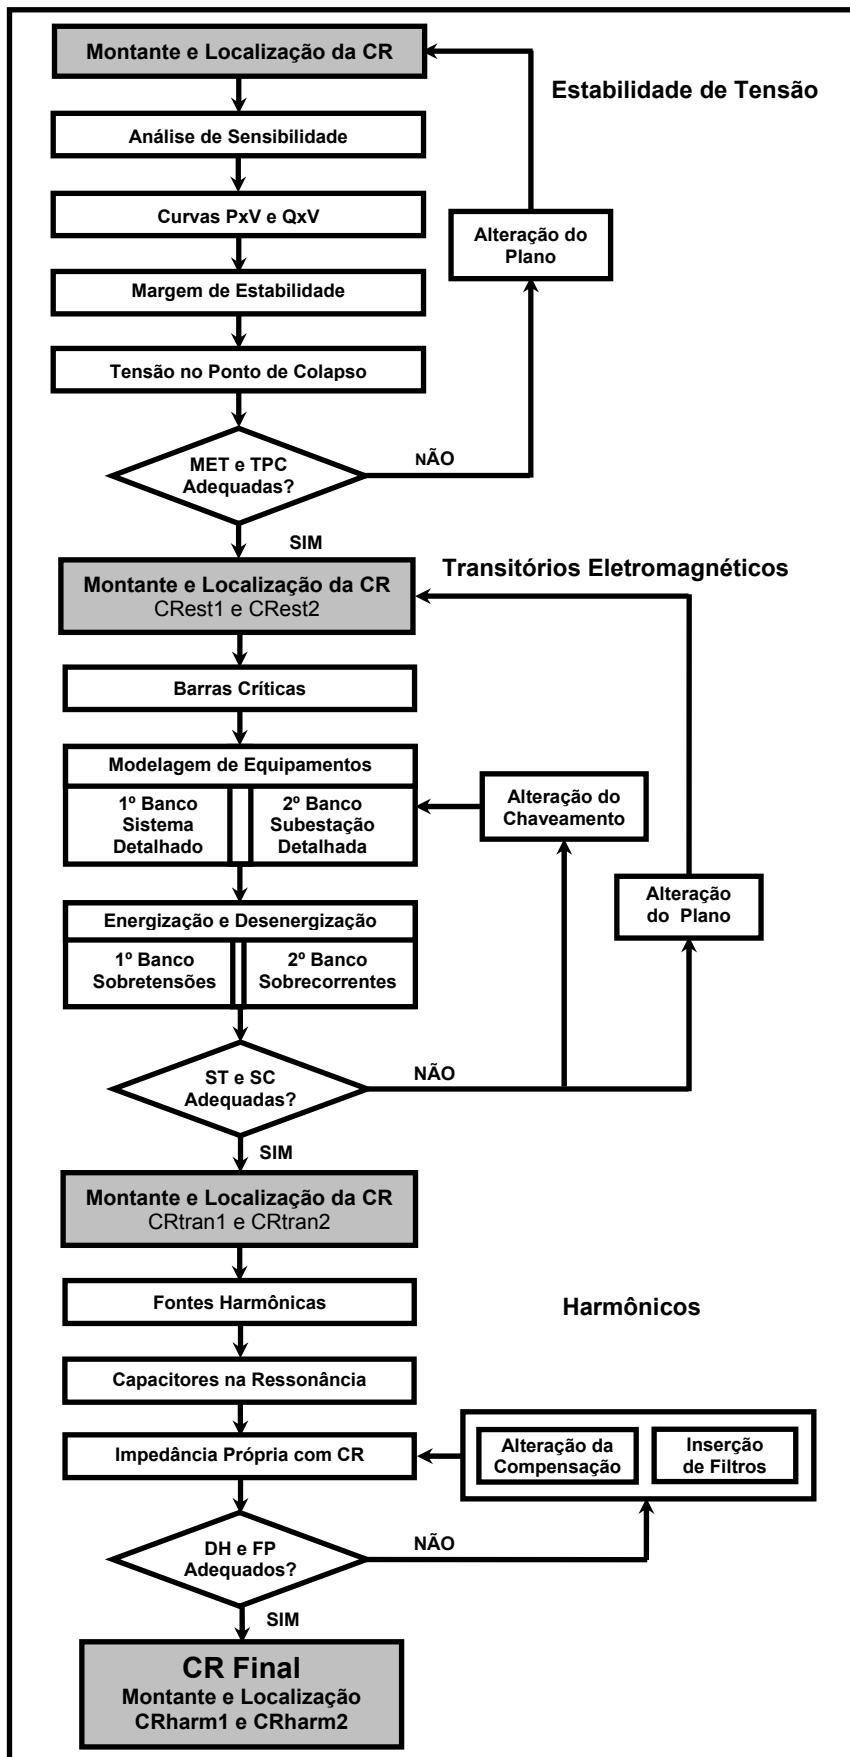 Montante e Localização da CR
Estabilidade de Tensão
Análise de Sensibilidade
Curvas PxV e QxV
Alteração do
Plano
Margem de Estabilidade
Tensão no Ponto de Colapso
MET e TPC
Adequadas?
NÃO
SIM
Montante e Localização da CR
CRest1 e CRest2
Transitórios Eletromagnéticos
Barras Críticas
Modelagem de Equipamentos
1º Banco
Sistema
Detalhado
2º Banco
Subestação
Detalhada
Alteração do
Chaveamento
Alteração
do Plano
Energização e Desenergização
1º Banco
Sobretensões
2º Banco
Sobrecorrentes
ST e SC
Adequadas?
NÃO
SIM
Montante e Localização da CR
CRtran1 e CRtran2
Fontes Harmônicas
Harmônicos
Capacitores na Ressonância
Impedância Própria com CR
Alteração da
Compensação
Inserção
de Filtros
DH e FP
Adequados?
NÃO
SIM
CR Final
Montante e Localização
CRharm1 e CRharm2